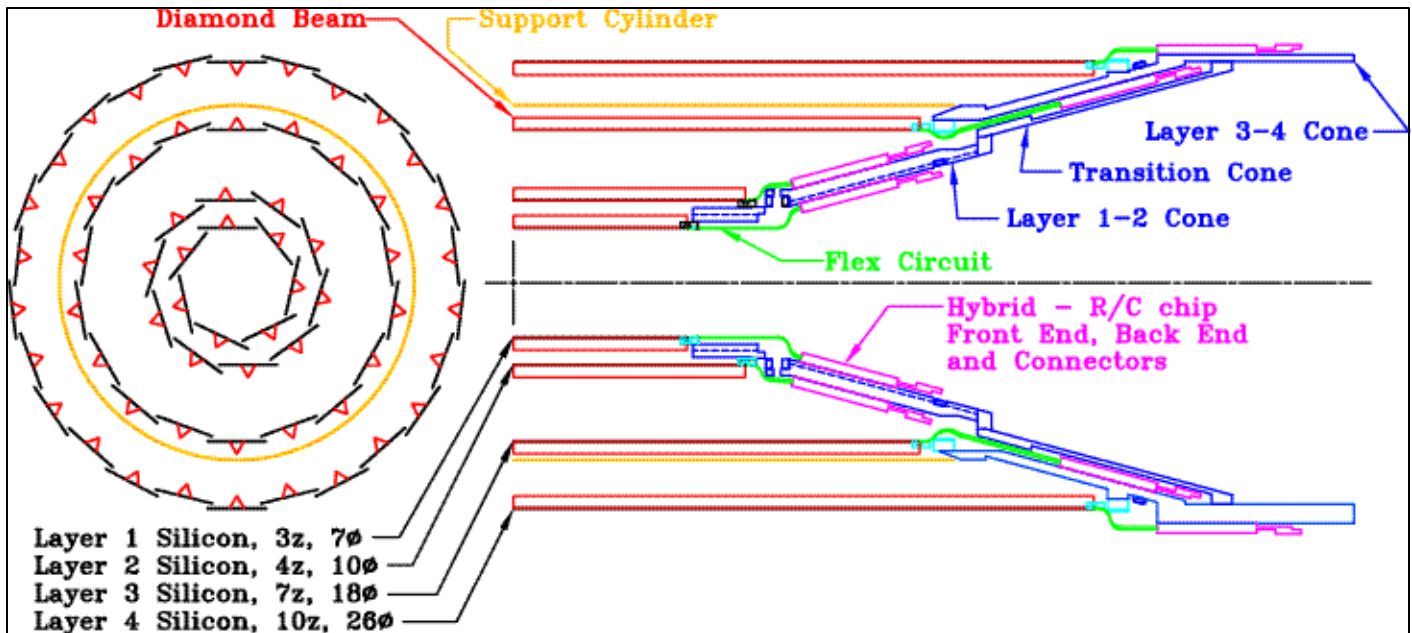 Diamond Beam
Support Cylinder
Layer 3-4 Cone
Transition Cone
Layer 1-2 Cone
Flex Circuit
Hybrid - R/C chip
Front End, Back End
and Connectors
Layer 1 Silicon, 3z, 7ø
Layer 2 Silicon, 4z, 10ø
Layer 3 Silicon, 7z, 18ø
Layer 4 Silicon, 10z, 26ø